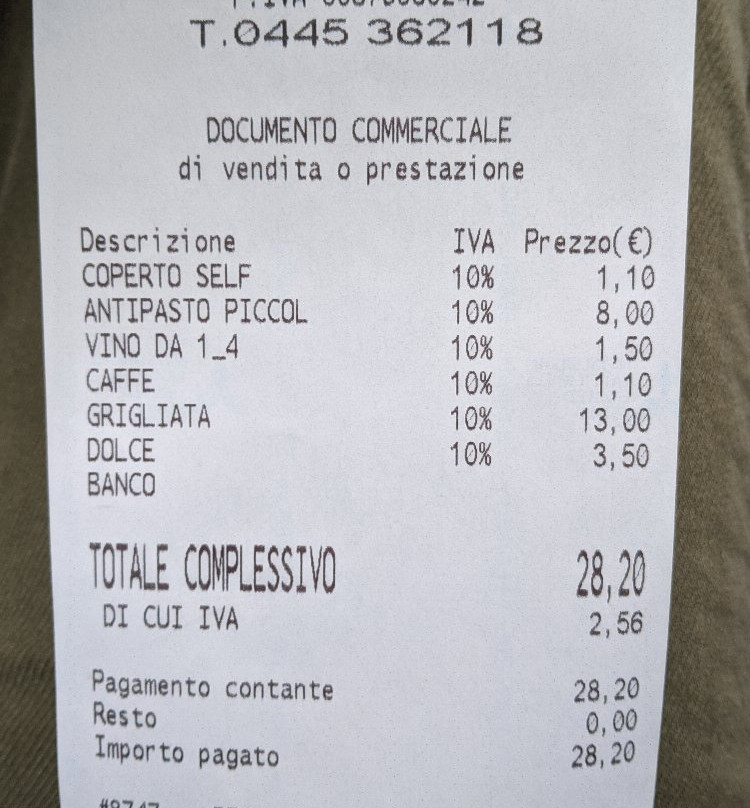 T.0445 362118
DOCUMENTO COMMERCIALE
di vendita o prestazione
Descrizione IVA Prezzo(€)
COPERTO SELF 10% 1,10
ANTIPASTO PICCOL 10% 8,00
VINO DA 1_4 10% 1,50
CAFFE 10% 1,10
GRIGLIATA 10% 13,00
DOLCE 10% 3,50
BANCO
TOTALE COMPLESSIVO 28,20
DI CUI IVA 2,56
Pagamento contante 28,20
Resto 0,00
Importo pagato 28,20